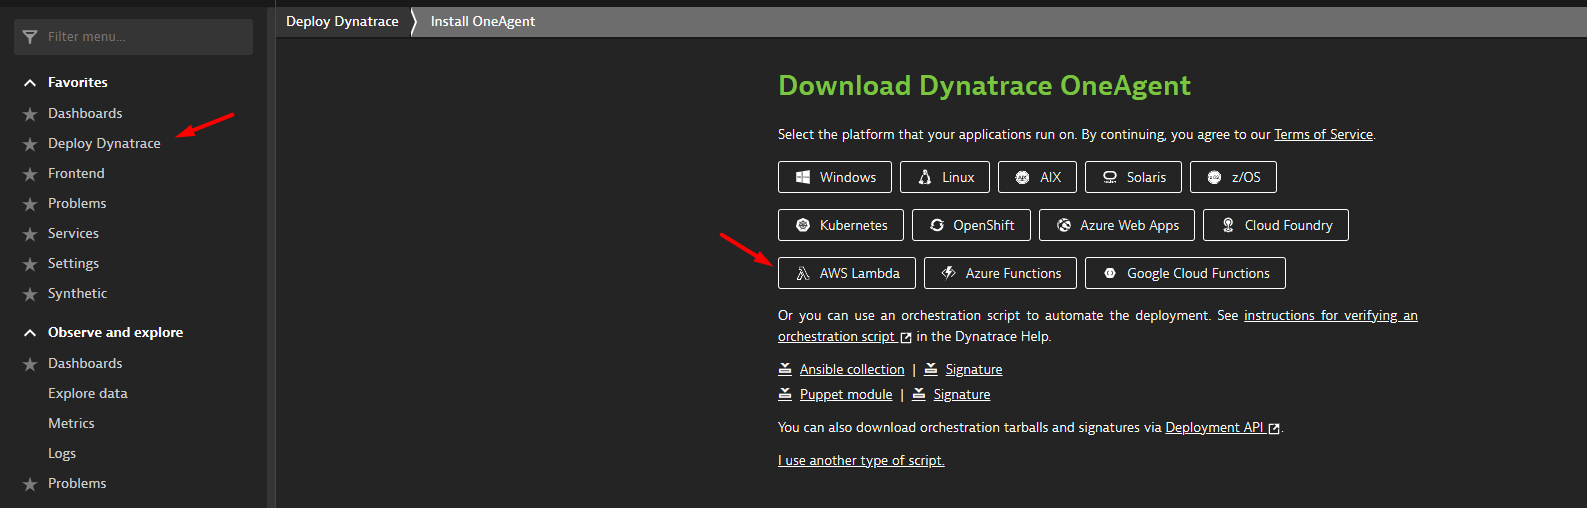 Filter menu...
Favorites
Dashboards
Deploy Dynatrace
Frontend
Problems
Services
Settings
Synthetic
Observe and explore
Dashboards
Explore data
Metrics
Logs
Problems
Deploy Dynatrace
Install OneAgent
Download Dynatrace OneAgent
Select the platform that your applications run on. By continuing, you agree to our Terms of Service.
Windows
Linux
AIX
Solaris
z/OS
Kubernetes
OpenShift
Azure Web Apps
Cloud Foundry
AWS Lambda
Azure Functions
Google Cloud Functions
Or you can use an orchestration script to automate the deployment. See instructions for verifying an
orchestration script in the Dynatrace Help.
Ansible collection | Signature
Puppet module | Signature
You can also download orchestration tarballs and signatures via Deployment API.
I use another type of script.